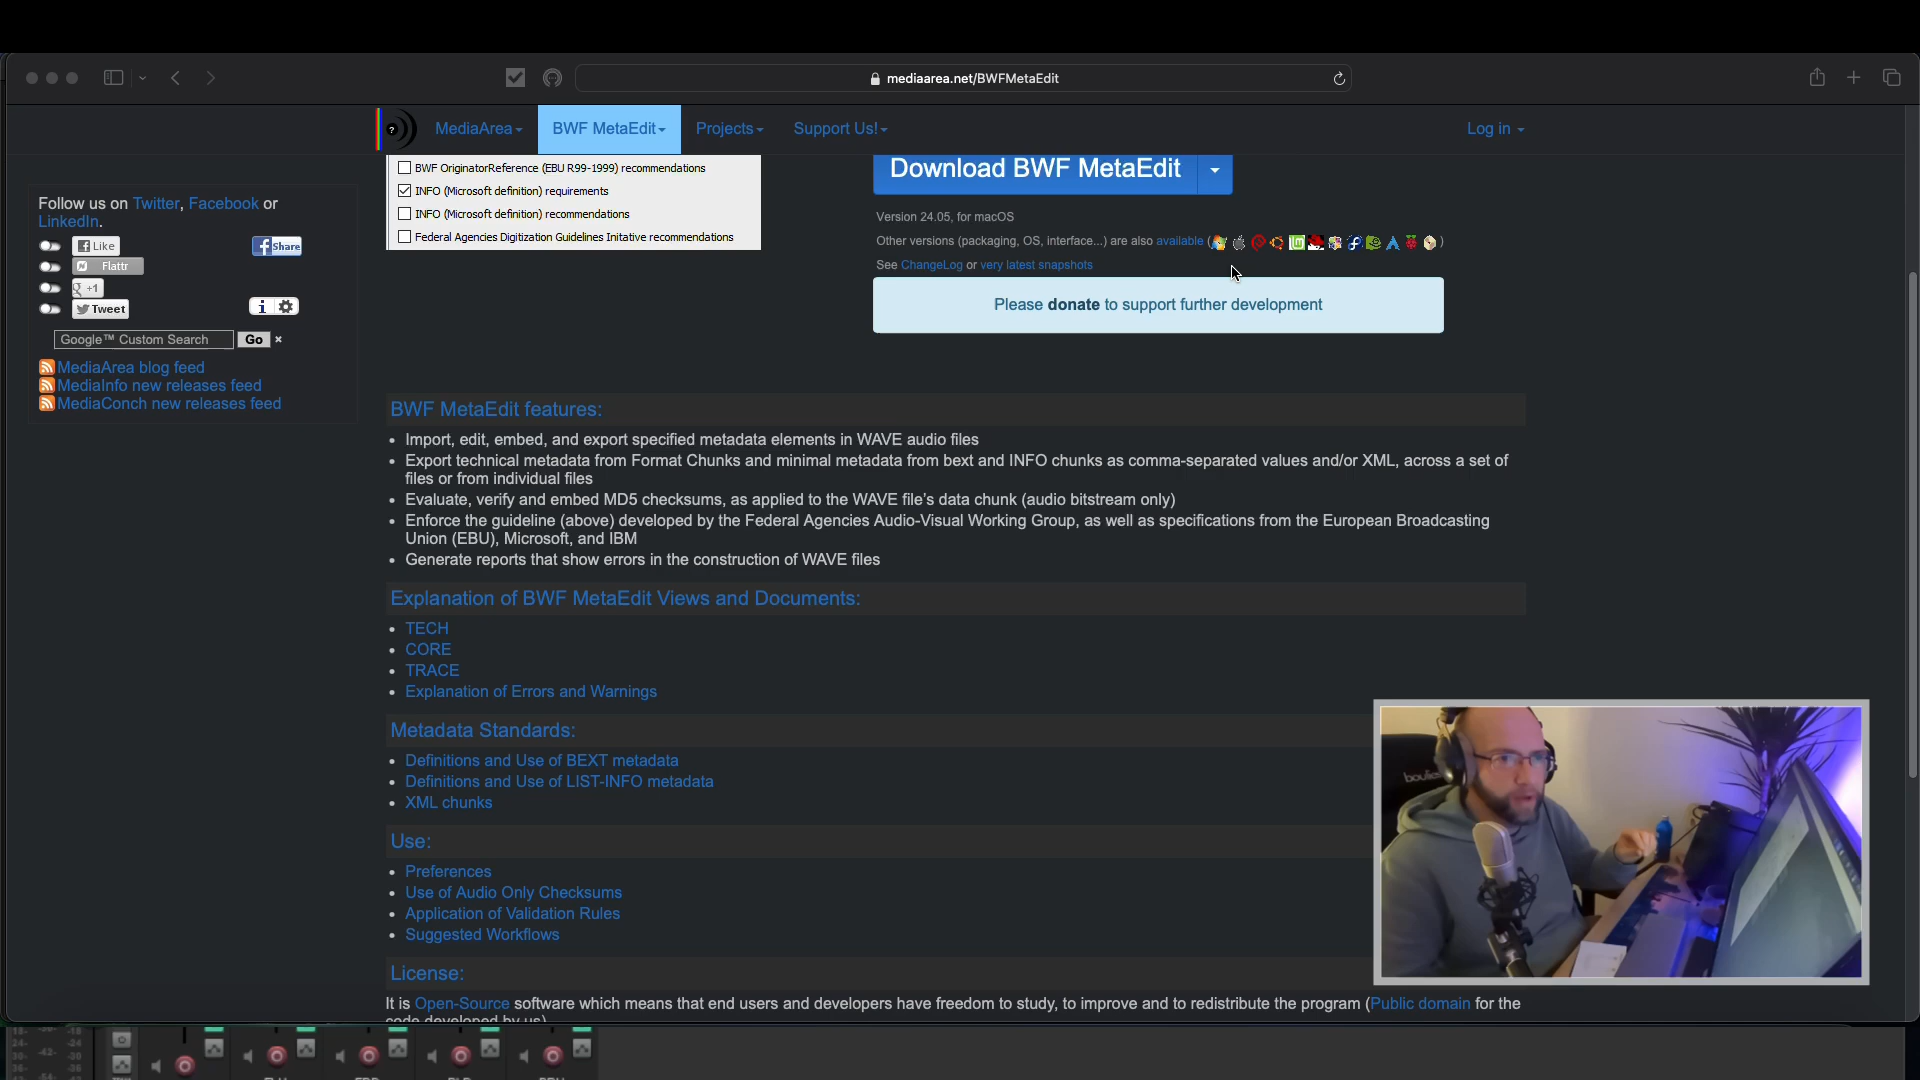 mediaarea.net/BWFMetaEdit
MediaArea
BWF MetaEdit
Projects
Support Us!
Log in
BWF OriginatorReference (EBU R99-1999) recommendations
INFO (Microsoft definition) requirements
INFO (Microsoft definition) recommendations
Federal Agencies Digitization Guidelines Initative recommendations
Download BWF MetaEdit
Version 24.05, for macOS
Other versions (packaging, OS, interface...) are also available ( )
See ChangeLog or very latest snapshots
Please donate to support further development
Follow us on Twitter, Facebook or
LinkedIn.
Like
Share
Flattr
+1
Tweet
Google™ Custom Search
Go
×
MediaArea blog feed
MediaInfo new releases feed
MediaConch new releases feed
BWF MetaEdit features:
• Import, edit, embed, and export specified metadata elements in WAVE audio files
• Export technical metadata from Format Chunks and minimal metadata from bext and INFO chunks as comma-separated values and/or XML, across a set of
files or from individual files
• Evaluate, verify and embed MD5 checksums, as applied to the WAVE file's data chunk (audio bitstream only)
• Enforce the guideline (above) developed by the Federal Agencies Audio-Visual Working Group, as well as specifications from the European Broadcasting
Union (EBU), Microsoft, and IBM
• Generate reports that show errors in the construction of WAVE files
Explanation of BWF MetaEdit Views and Documents:
• TECH
• CORE
• TRACE
• Explanation of Errors and Warnings
Metadata Standards:
• Definitions and Use of BEXT metadata
• Definitions and Use of LIST-INFO metadata
• XML chunks
Use:
• Preferences
• Use of Audio Only Checksums
• Application of Validation Rules
• Suggested Workflows
License:
It is Open-Source software which means that end users and developers have freedom to study, to improve and to redistribute the program (Public domain for the
code developed by us)
boulies